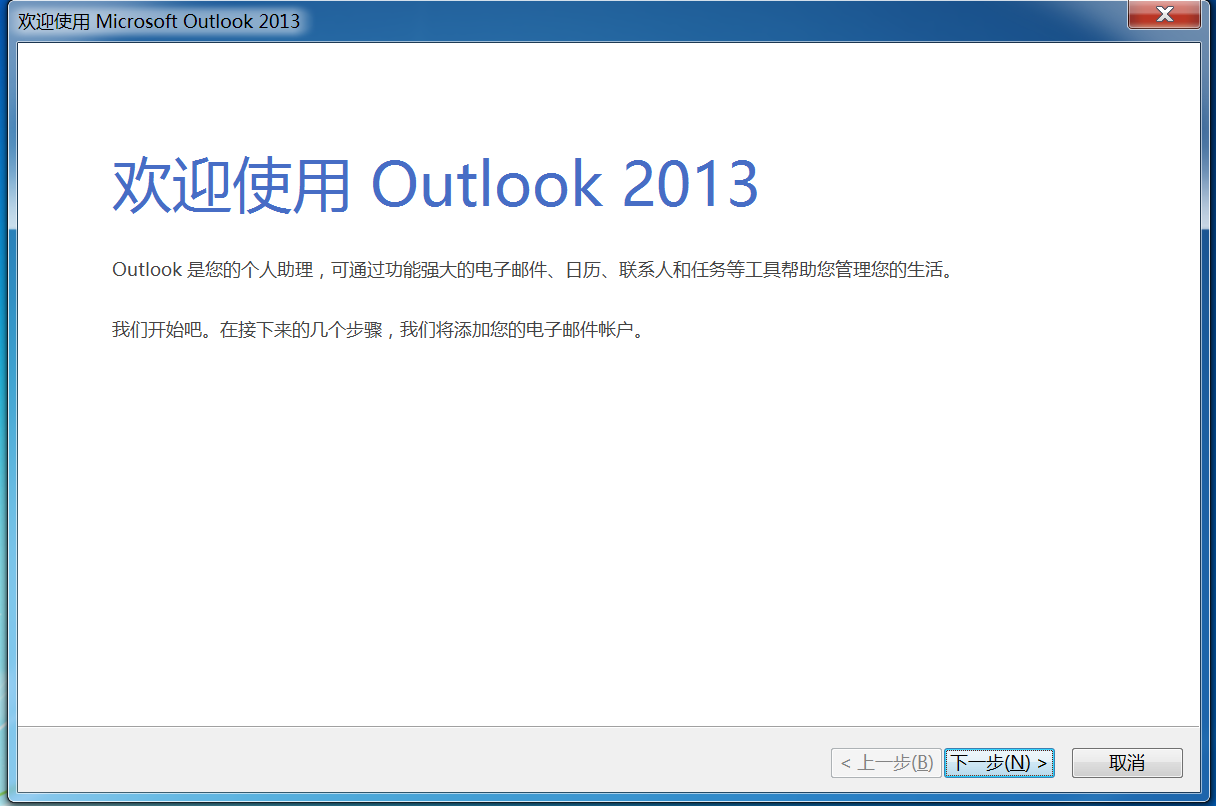 欢迎使用 Microsoft Outlook 2013
欢迎使用 Outlook 2013
Outlook 是您的个人助理，可通过功能强大的电子邮件、日历、联系人和任务等工具帮助您管理您的生活。
我们开始吧。在接下来的几个步骤，我们将添加您的电子邮件帐户。
< 上一步(B) 下一步(N) > 取消